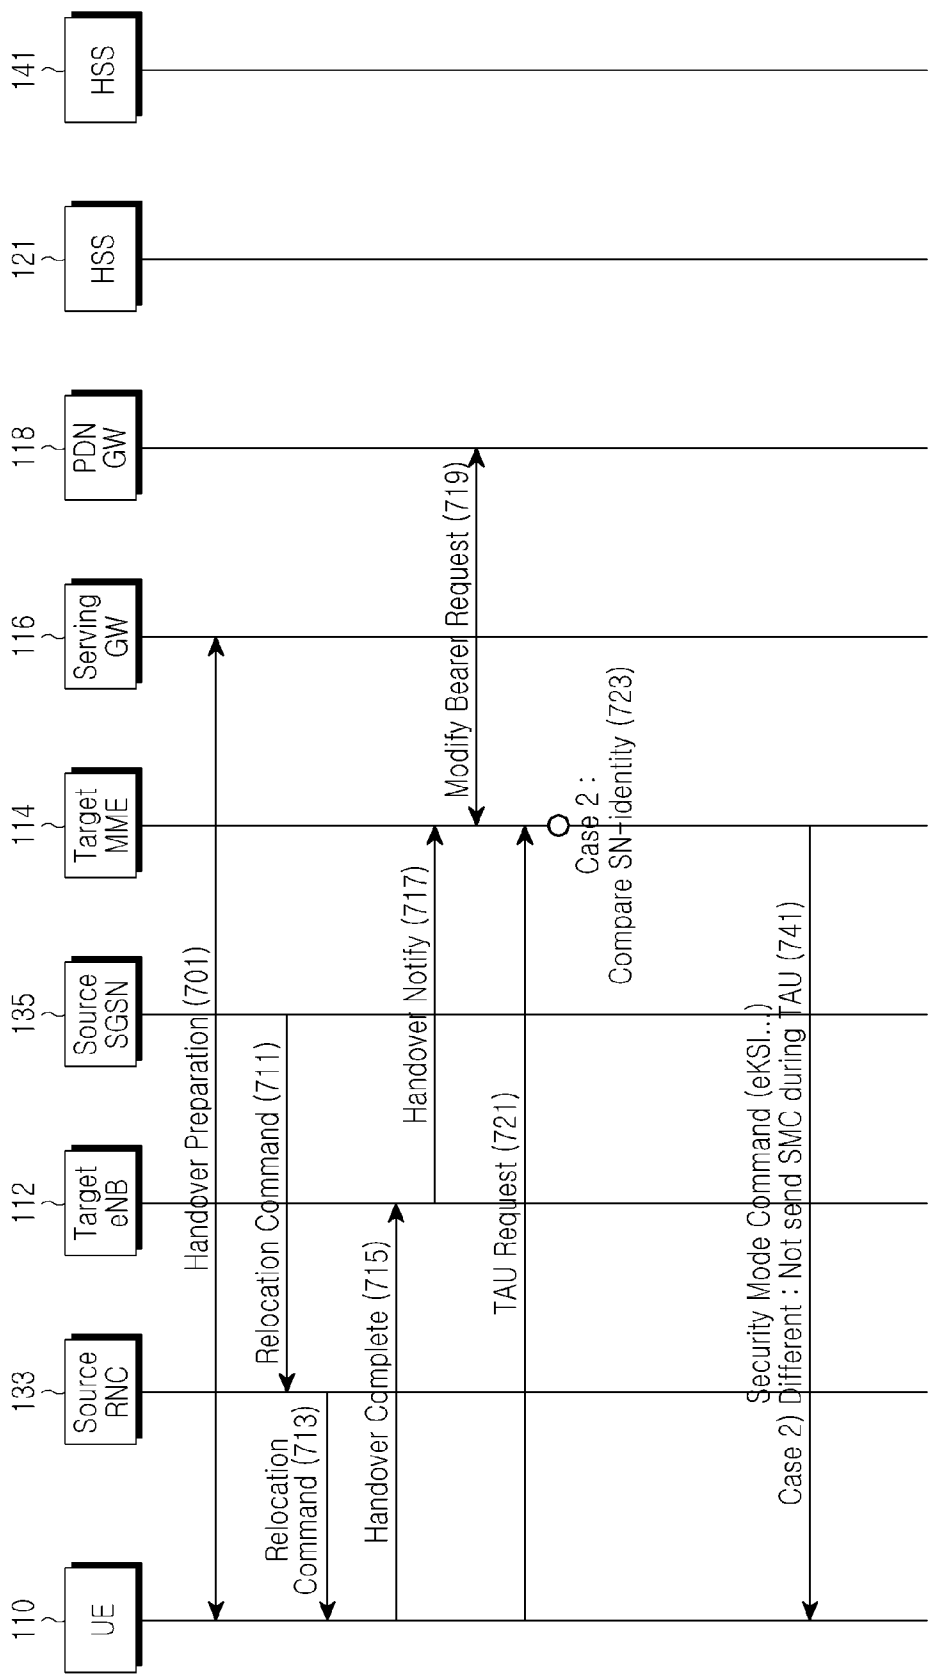 110
133
112
135
114
116
118
121
141
UE
Source
RNC
Target
eNB
Source
SGSN
Target
MME
Serving
GW
PDN
GW
HSS
HSS
Handover Preparation (701)
Relocation Command (711)
Relocation
Command (713)
Handover Complete (715)
Handover Notify (717)
Modify Bearer Request (719)
TAU Request (721)
Case 2 :
Compare SN-identity (723)
Security Mode Command (eKSI...)
Case 2) Different : Not send SMC during TAU (741)